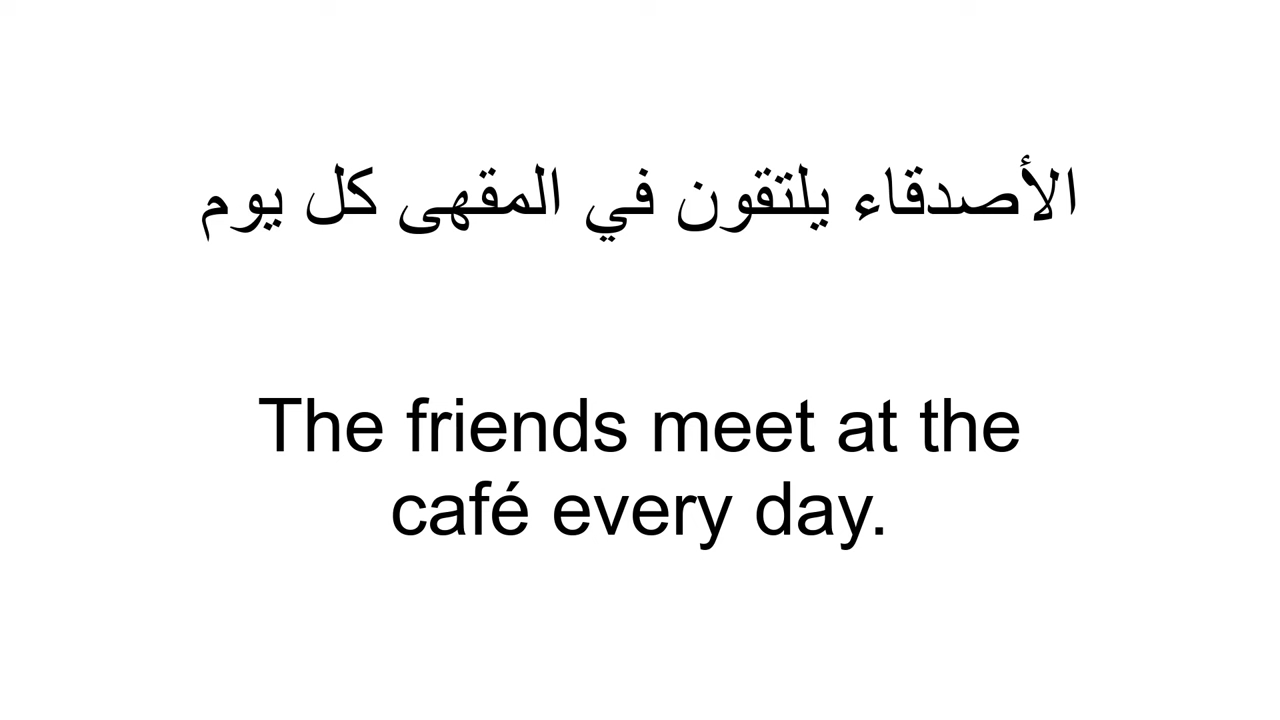 الأصدقاء يلتقون في المقهى كل يوم
The friends meet at the
café every day.